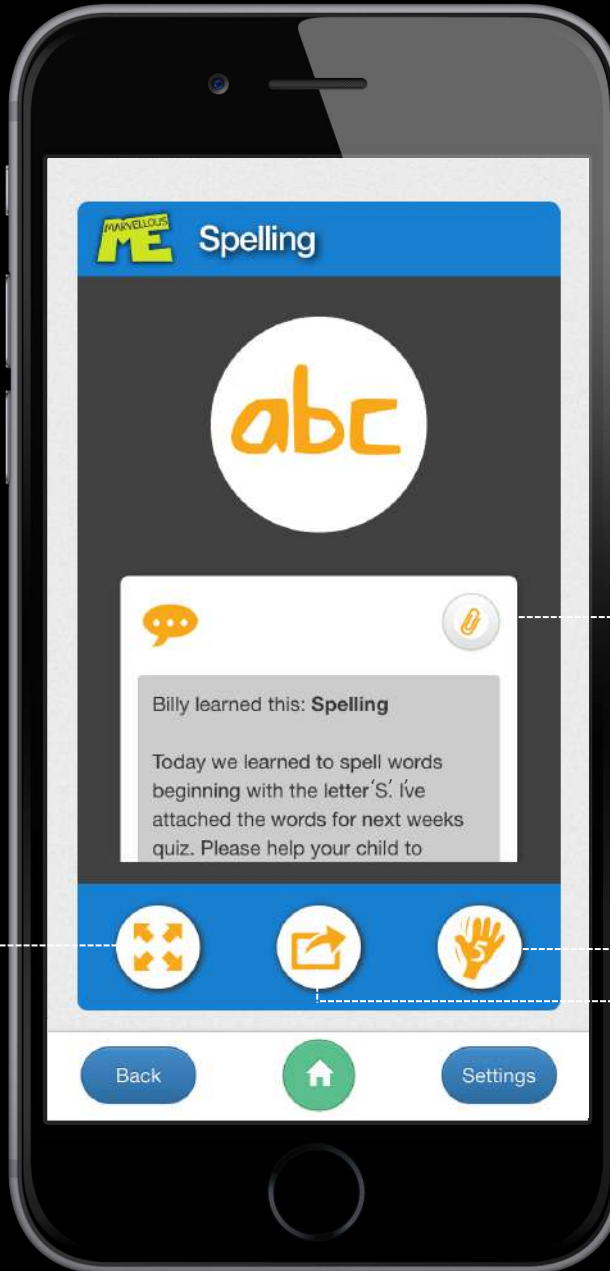 MARVELLOUS
ME
Spelling
abc
Billy learned this: Spelling
Today we learned to spell words
beginning with the letter 'S'. I've
attached the words for next weeks
quiz. Please help your child to
5
Back
Settings